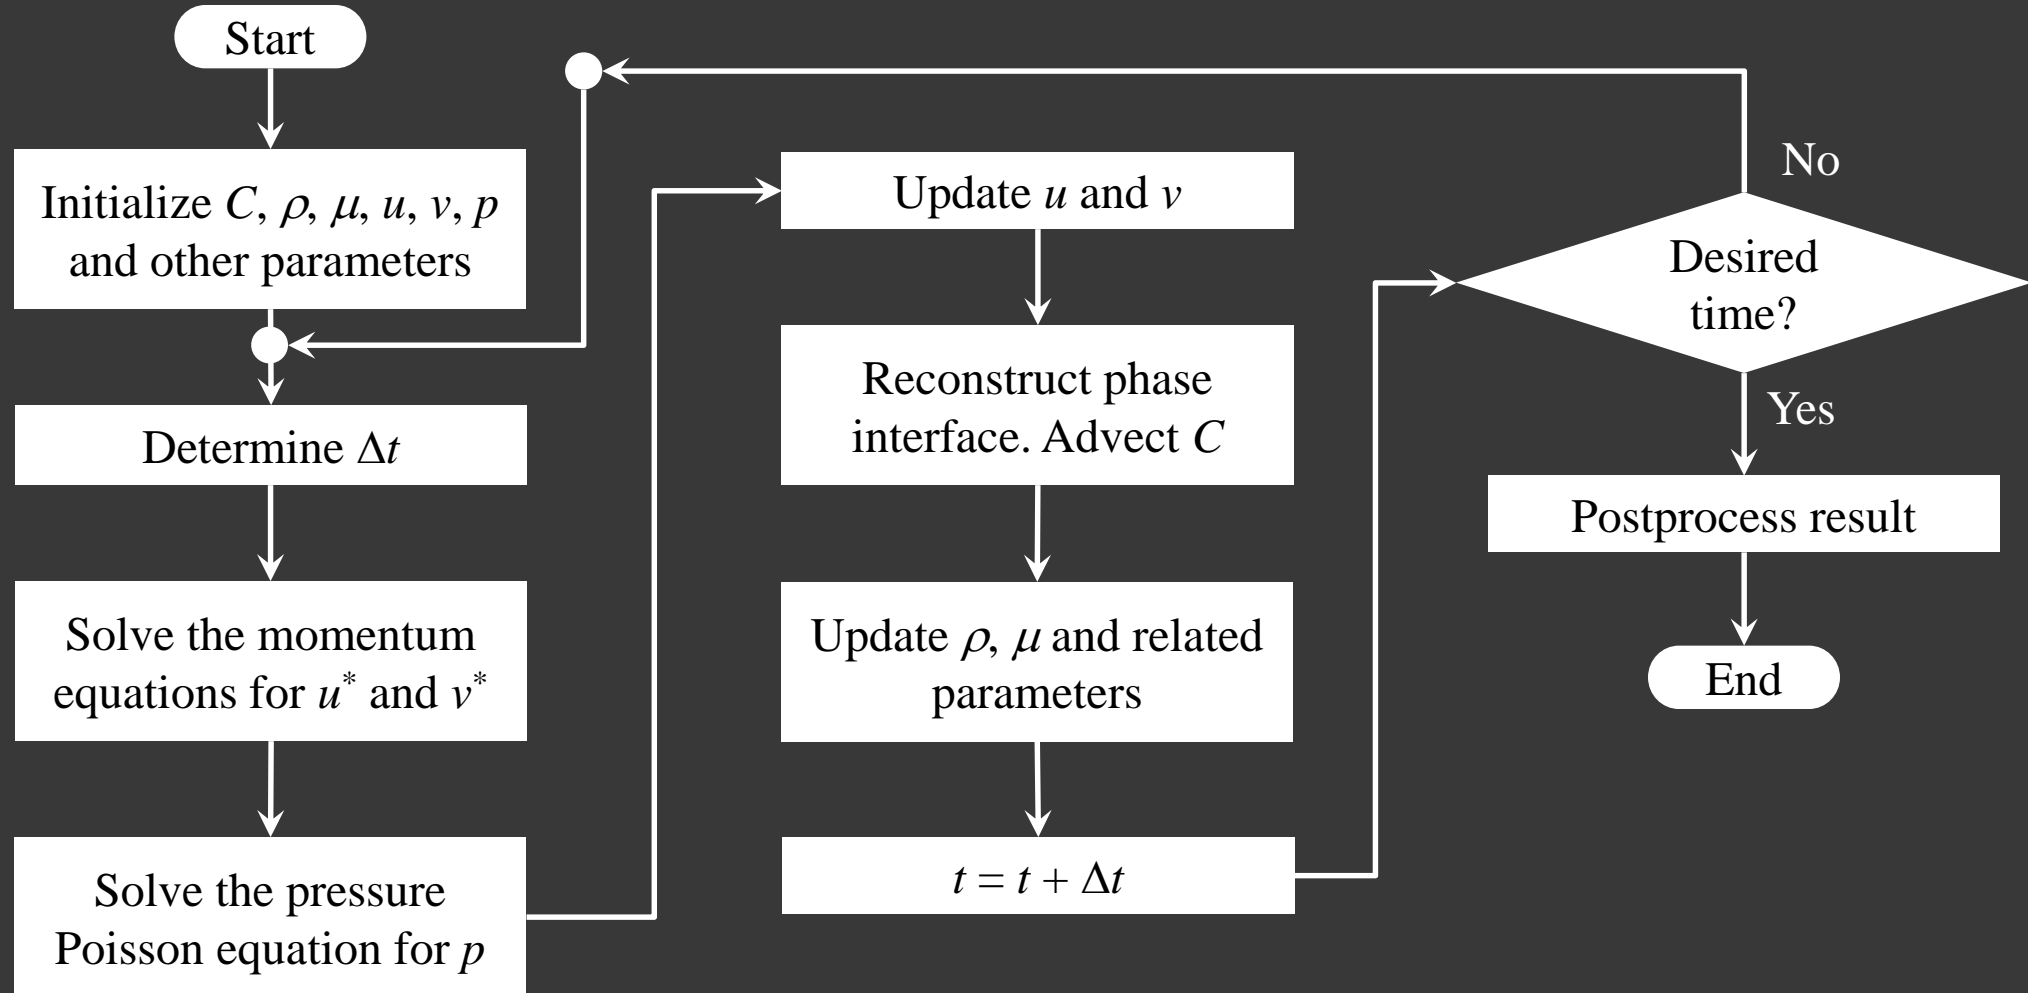 Start
Initialize C, ρ, μ, u, v, p
and other parameters
Determine Δt
Solve the momentum
equations for u* and v*
Solve the pressure
Poisson equation for p
Update u and v
Reconstruct phase
interface. Advect C
Update ρ, μ and related
parameters
t = t + Δt
Desired
time?
No
Yes
Postprocess result
End